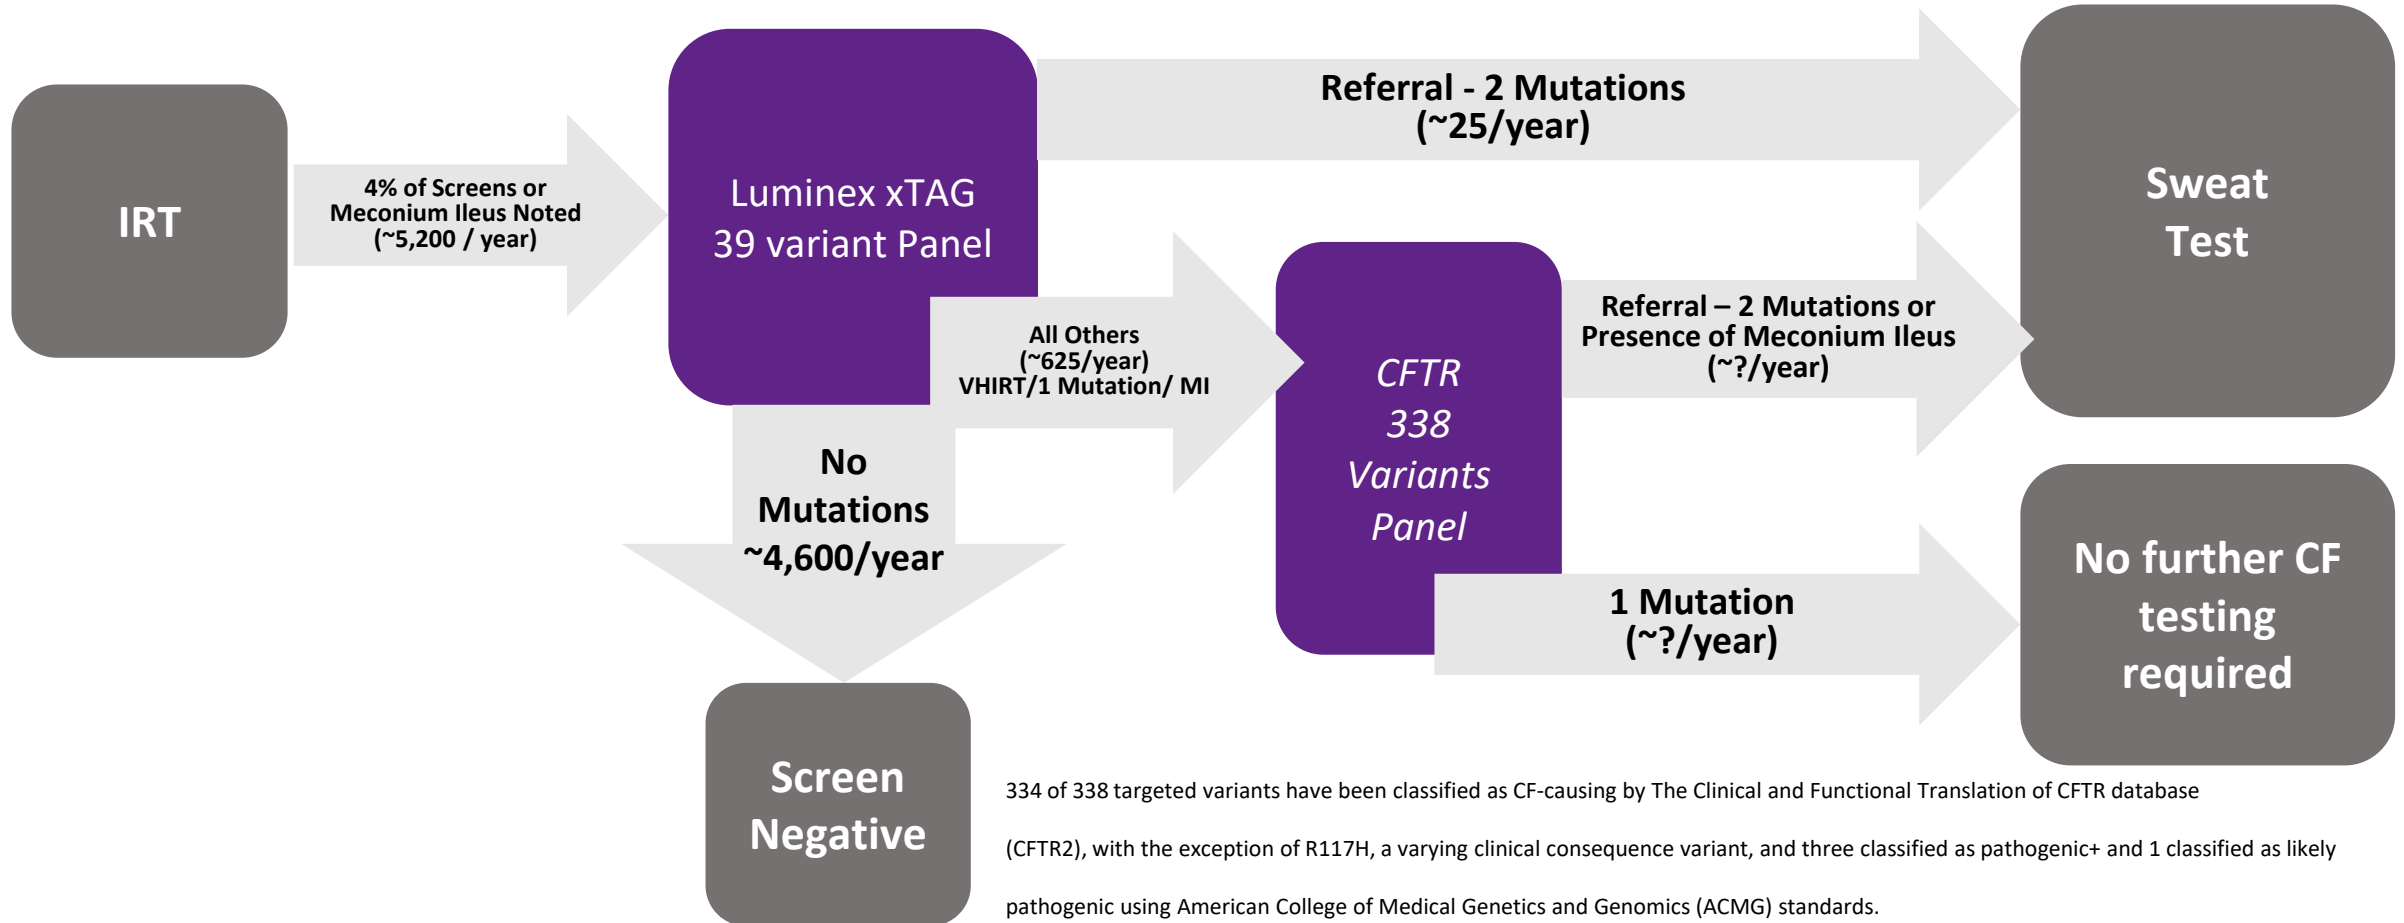 IRT
4% of Screens or
Meconium Ileus Noted
(~5,200 / year)
Luminex xTAG
39 variant Panel
Referral - 2 Mutations
(~25/year)
Sweat
Test
All Others
(~625/year)
VHIRT/1 Mutation/ MI
CFTR
338
Variants
Panel
Referral – 2 Mutations or
Presence of Meconium Ileus
(~?/year)
No
Mutations
~4,600/year
1 Mutation
(~?/year)
No further CF
testing
required
Screen
Negative
334 of 338 targeted variants have been classified as CF-causing by The Clinical and Functional Translation of CFTR database
(CFTR2), with the exception of R117H, a varying clinical consequence variant, and three classified as pathogenic+ and 1 classified as likely
pathogenic using American College of Medical Genetics and Genomics (ACMG) standards.